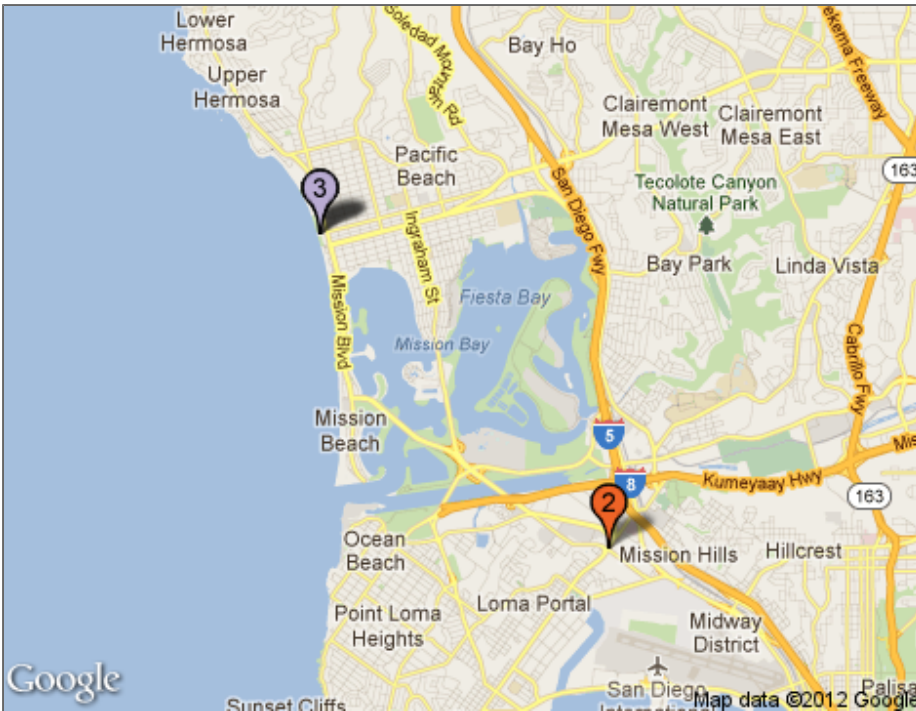 Lower
Hermosa
Upper
Hermosa
Soledad Mountain Rd
Bay Ho
Clairemont
Mesa West
Clairemont
Mesa East
Freeway
163
Pacific
Beach
3
Tecolote Canyon
Natural Park
San Diego Fwy
Ingraham St
Bay Park
Linda Vista
Mission Blvd
Fiesta Bay
Mission Bay
Cabrillo Fwy
Mission
Beach
5
8
Kumeyaay Hwy
163
2
Ocean
Beach
Mission Hills
Hillcrest
Loma Portal
Point Loma
Heights
Midway
District
Google
Sunset Cliffs
San Diego
International
Map data ©2012 Google